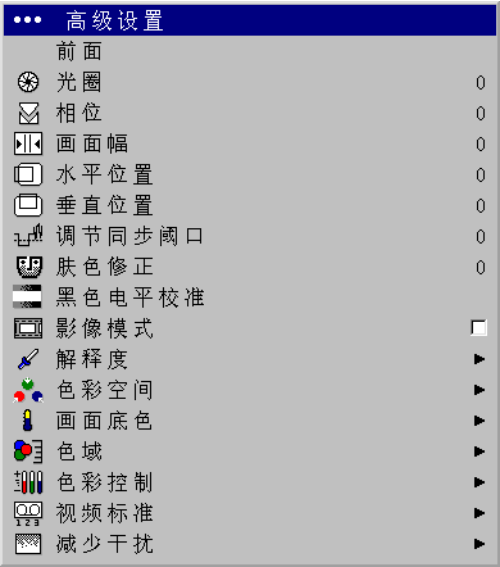 ••• 高级设置
前面
光圈 0
相位 0
画面幅 0
水平位置 0
垂直位置 0
调节同步阈口 0
肤色修正 0
黑色电平校准
影像模式
解释度
色彩空间
画面底色
色域
色彩控制
视频标准
减少干扰